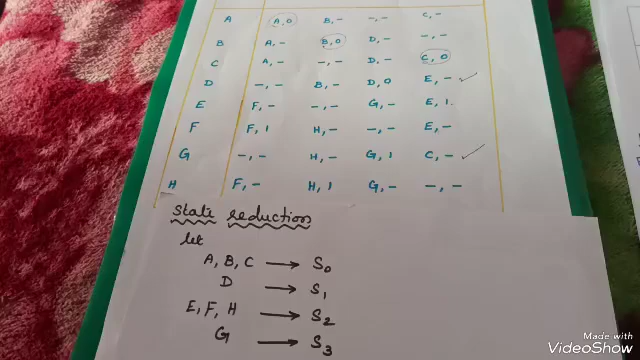 A A,0 B,- -,- C,-
B A,- B,0 D,- -,-
C A,- -,- D,- C,0
D -,- B,- D,0 E,- ✓
E F,- -,- G,- E,1
F F,1 H,- -,- E,-
G -,- H,- G,1 C,- ✓
H F,- H,1 G,- -,-
State reduction
let
A, B, C → S₀
D → S₁
E, F, H → S₂
G → S₃
Made with
VideoShow